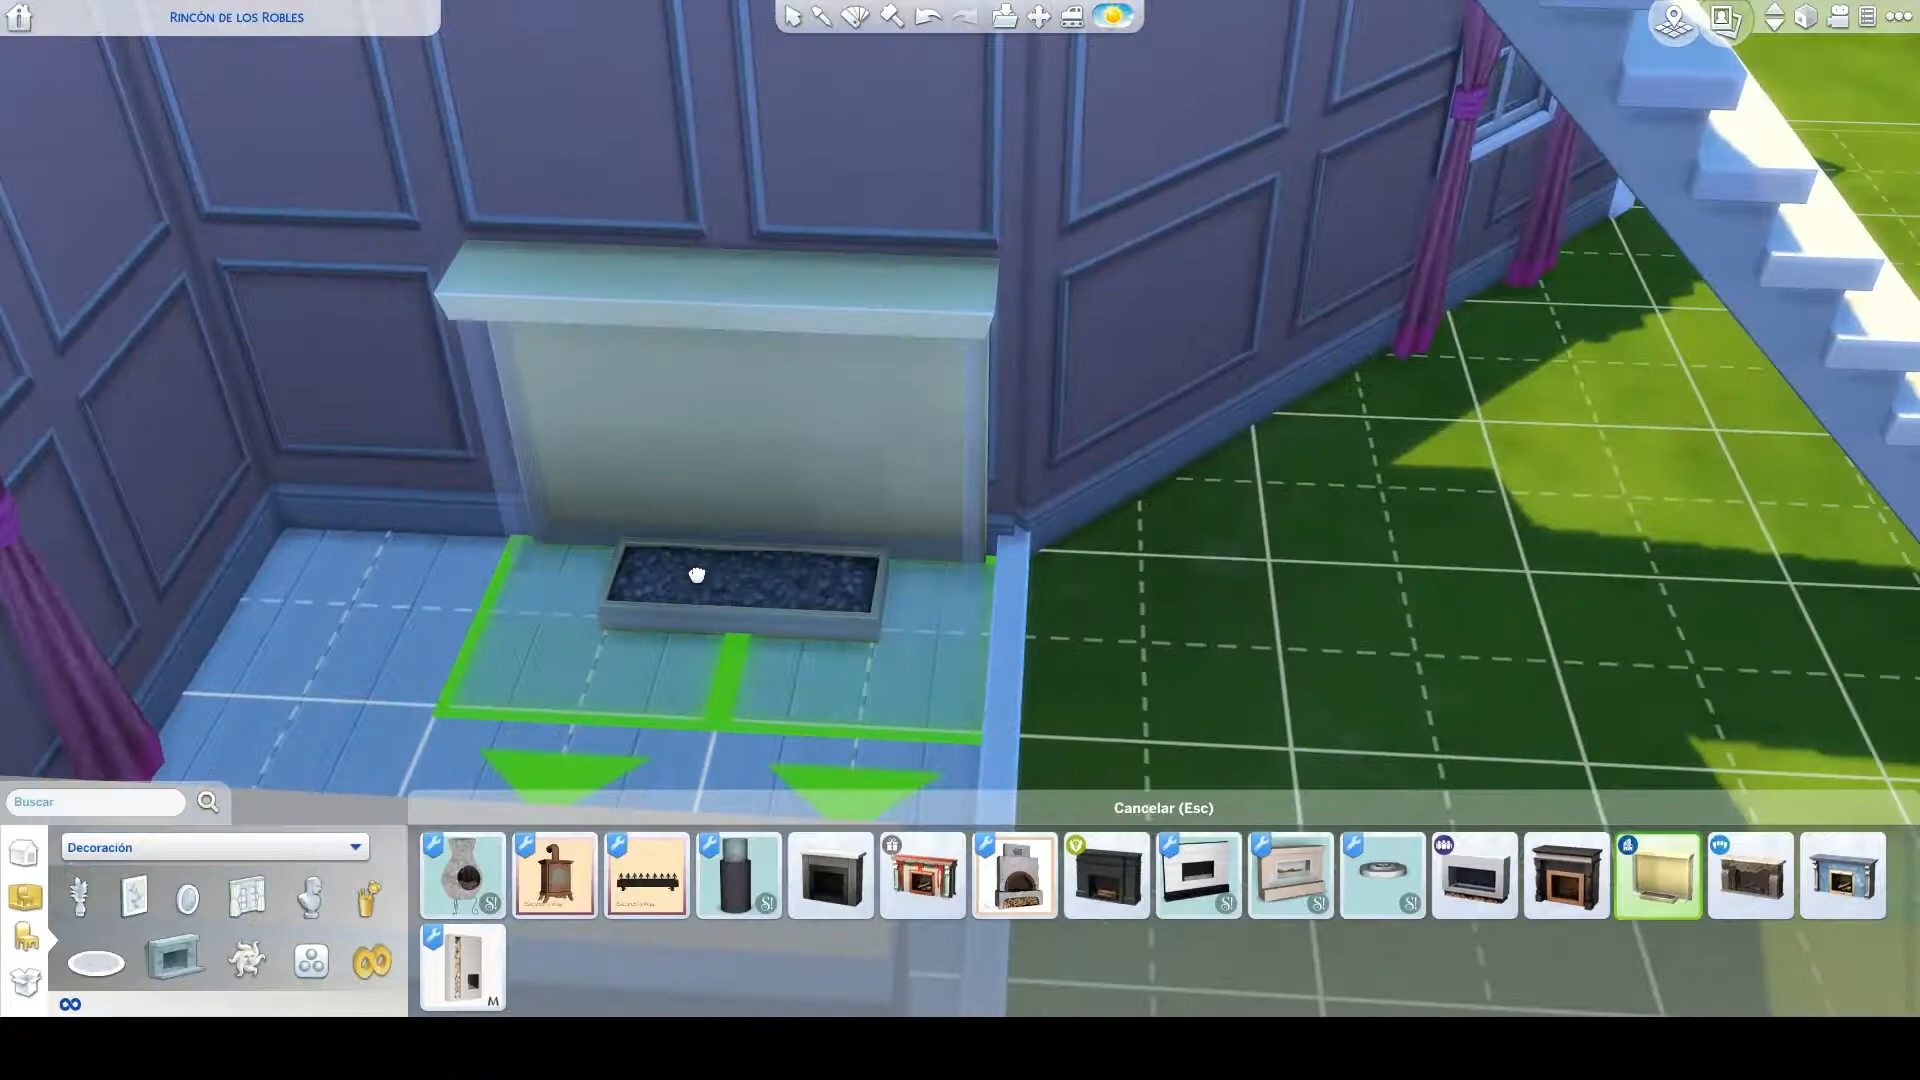 Rincón de los Robles
Buscar
Cancelar (Esc)
Decoración
S!
S!
S!
S!
S!
M